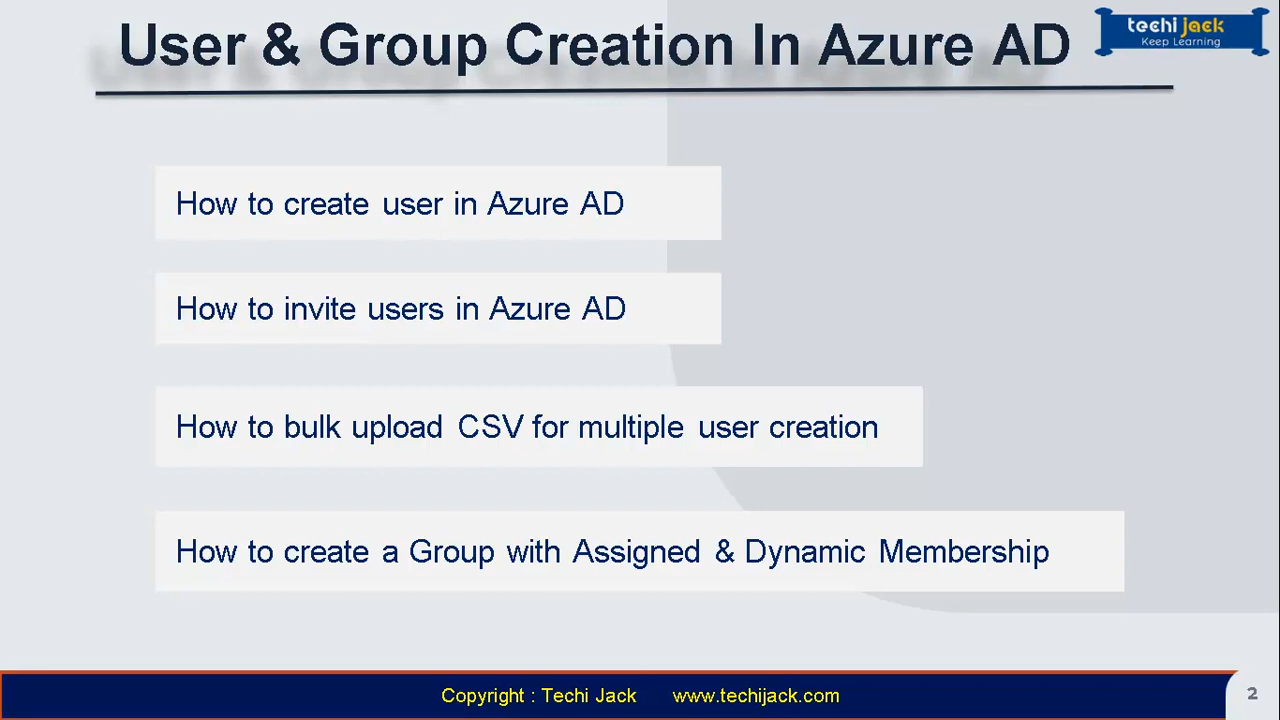 User & Group Creation In Azure AD
techi jack
Keep Learning
How to create user in Azure AD
How to invite users in Azure AD
How to bulk upload CSV for multiple user creation
How to create a Group with Assigned & Dynamic Membership
Copyright : Techi Jack www.techijack.com
2